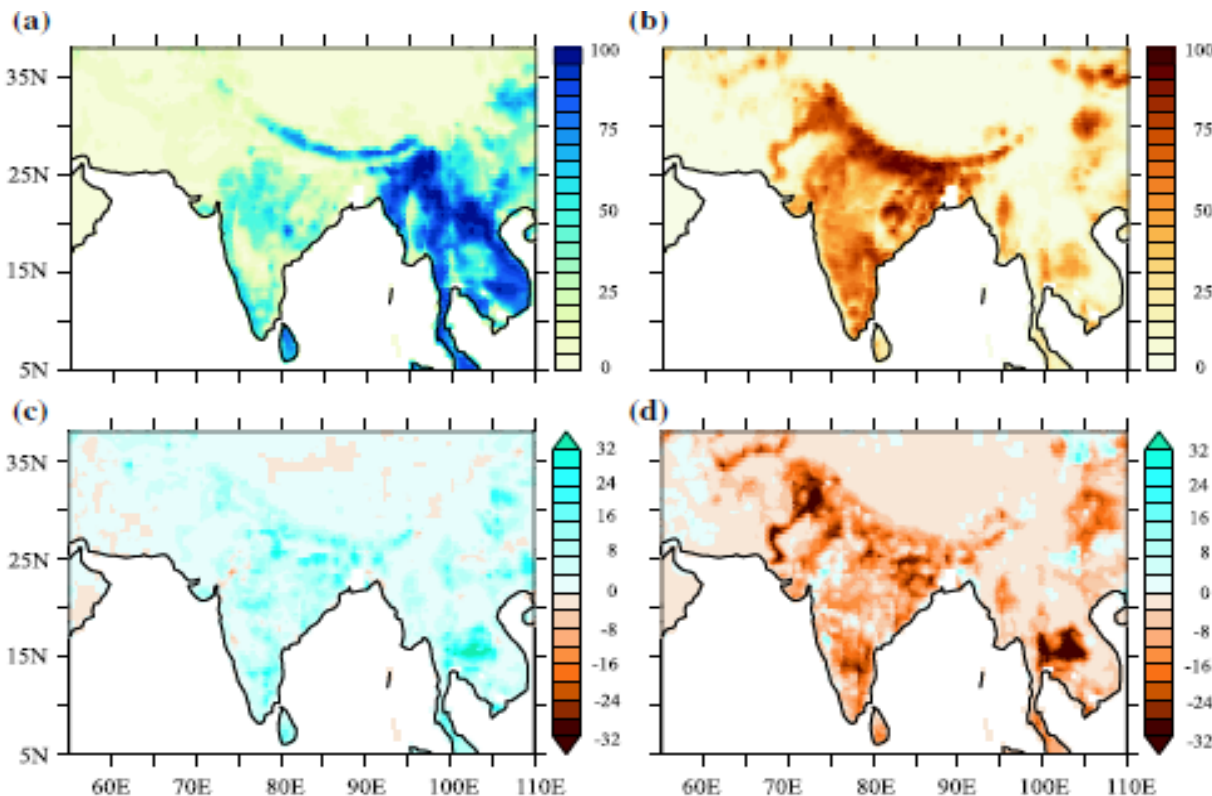 (a) (b)
100 100
35N 75 75
25N 50 50
15N 25 25
5N 0 0
(c) (d)
32 32
35N 24 24
16 16
25N 8 8
0 0
-8 -8
15N -16 -16
-24 -24
5N -32 -32
60E 70E 80E 90E 100E 110E 60E 70E 80E 90E 100E 110E